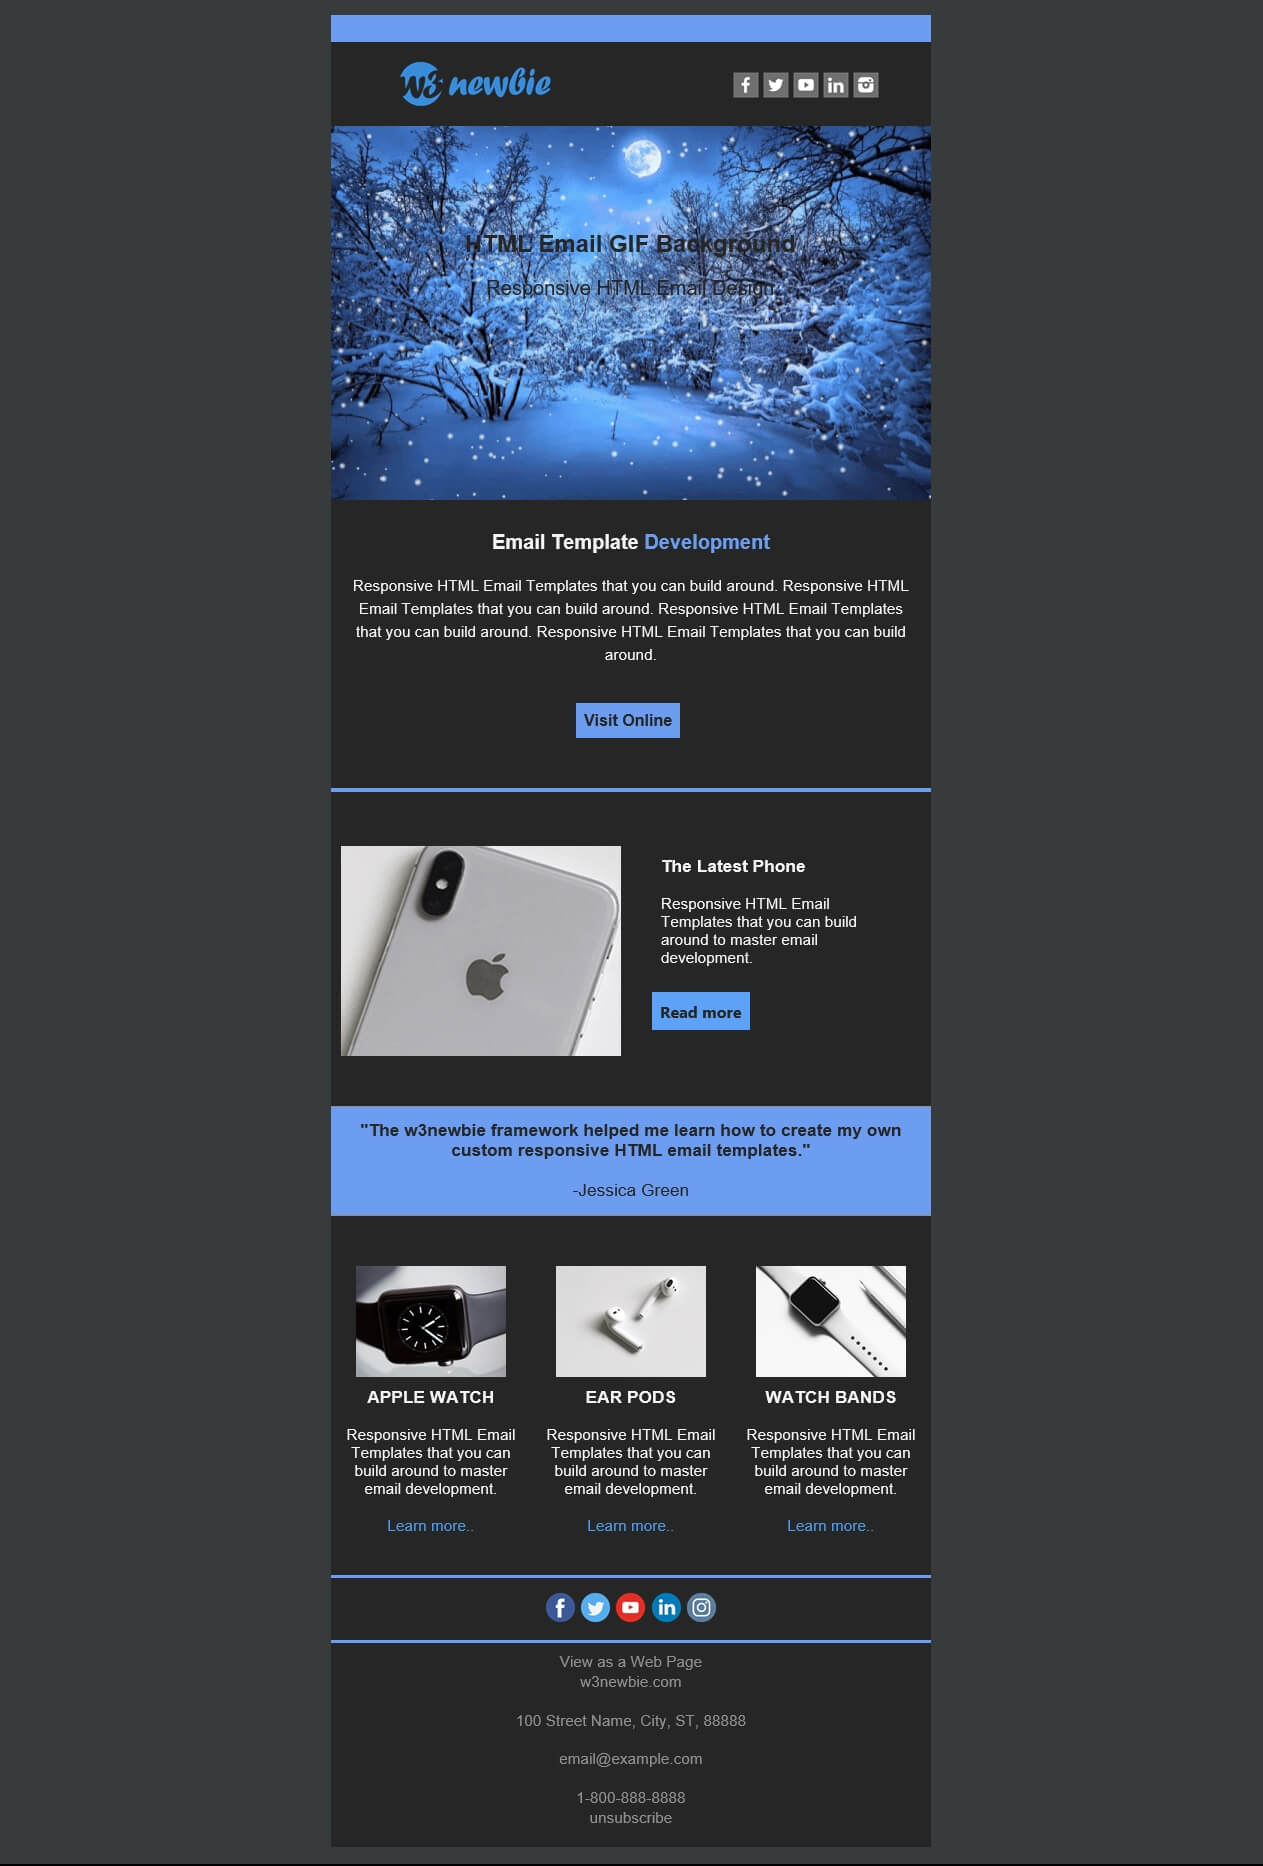 W3 newbie
HTML Email GIF Background
Responsive HTML Email Design
Email Template Development
Responsive HTML Email Templates that you can build around. Responsive HTML
Email Templates that you can build around. Responsive HTML Email Templates
that you can build around. Responsive HTML Email Templates that you can build
around.
Visit Online
The Latest Phone
Responsive HTML Email
Templates that you can build
around to master email
development.
Read more
"The w3newbie framework helped me learn how to create my own
custom responsive HTML email templates."
-Jessica Green
APPLE WATCH
Responsive HTML Email
Templates that you can
build around to master
email development.
Learn more..
EAR PODS
Responsive HTML Email
Templates that you can
build around to master
email development.
Learn more..
WATCH BANDS
Responsive HTML Email
Templates that you can
build around to master
email development.
Learn more..
View as a Web Page
w3newbie.com
100 Street Name, City, ST, 88888
email@example.com
1-800-888-8888
unsubscribe